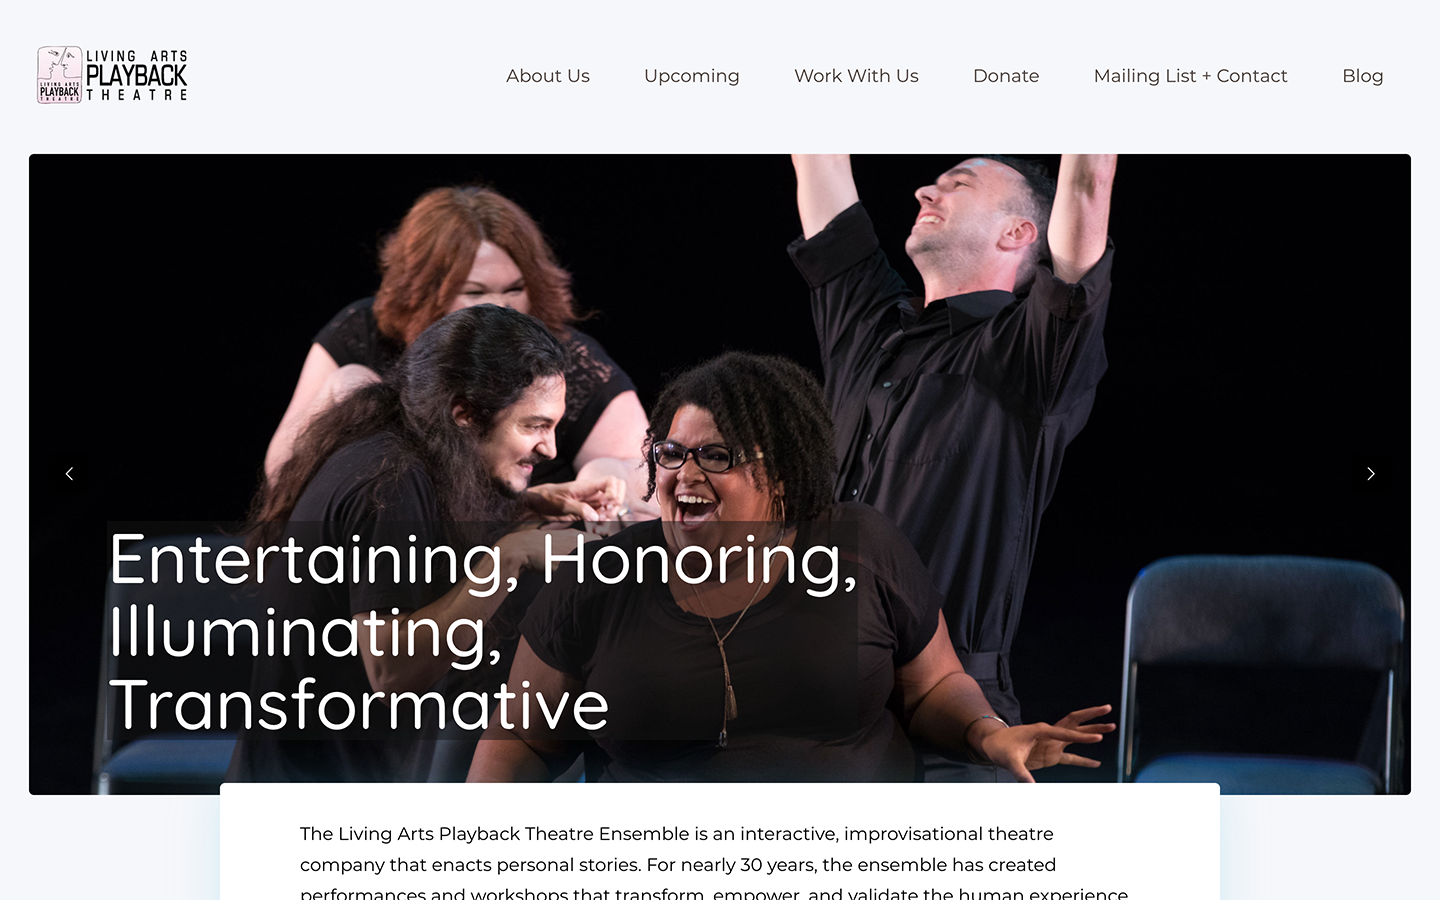 LIVING ARTS
PLAYBACK
THEATRE
LIVING ARTS
PLAYBACK
THEATRE
About Us
Upcoming
Work With Us
Donate
Mailing List + Contact
Blog
Entertaining, Honoring,
Illuminating,
Transformative
The Living Arts Playback Theatre Ensemble is an interactive, improvisational theatre
company that enacts personal stories. For nearly 30 years, the ensemble has created
performances and workshops that transform, empower, and validate the human experience